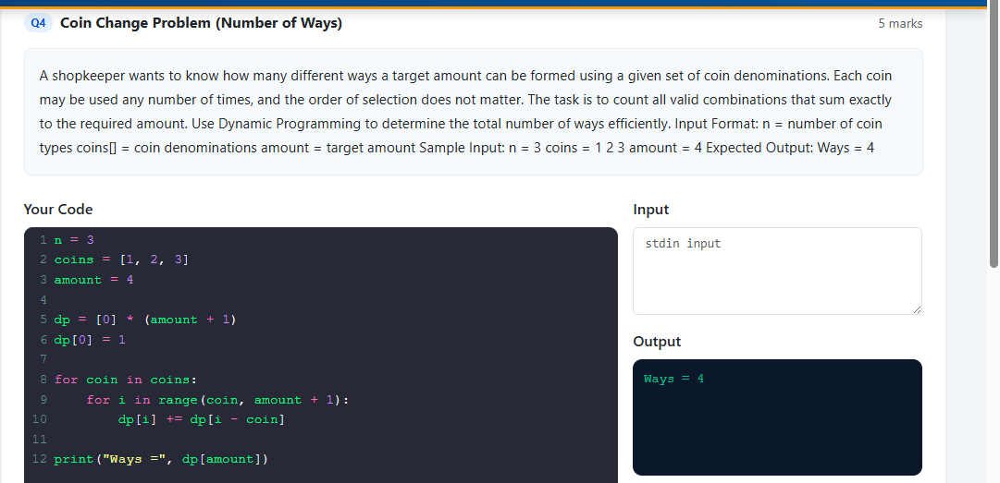 Q4 Coin Change Problem (Number of Ways) 5 marks
A shopkeeper wants to know how many different ways a target amount can be formed using a given set of coin denominations. Each coin
may be used any number of times, and the order of selection does not matter. The task is to count all valid combinations that sum exactly
to the required amount. Use Dynamic Programming to determine the total number of ways efficiently. Input Format: n = number of coin
types coins[] = coin denominations amount = target amount Sample Input: n = 3 coins = 1 2 3 amount = 4 Expected Output: Ways = 4
Your Code
1 n = 3
2 coins = [1, 2, 3]
3 amount = 4
4
5 dp = [0] * (amount + 1)
6 dp[0] = 1
7
8 for coin in coins:
9     for i in range(coin, amount + 1):
10         dp[i] += dp[i - coin]
11
12 print("Ways =", dp[amount])
Input
stdin input
Output
Ways = 4